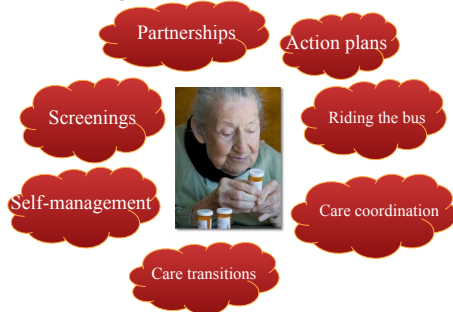 Partnerships
Action plans
Screenings
Riding the bus
Self-management
Care coordination
Care transitions